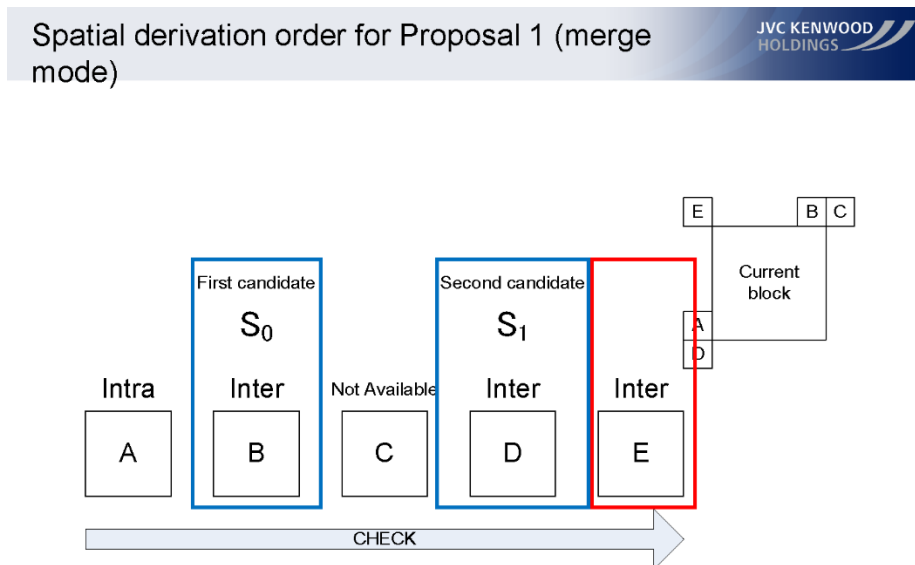 Spatial derivation order for Proposal 1 (merge
mode)
JVC KENWOOD
HOLDINGS
E
B
C
Current
block
A
D
First candidate
S₀
Second candidate
S₁
Intra
Inter
Not Available
Inter
Inter
A
B
C
D
E
CHECK